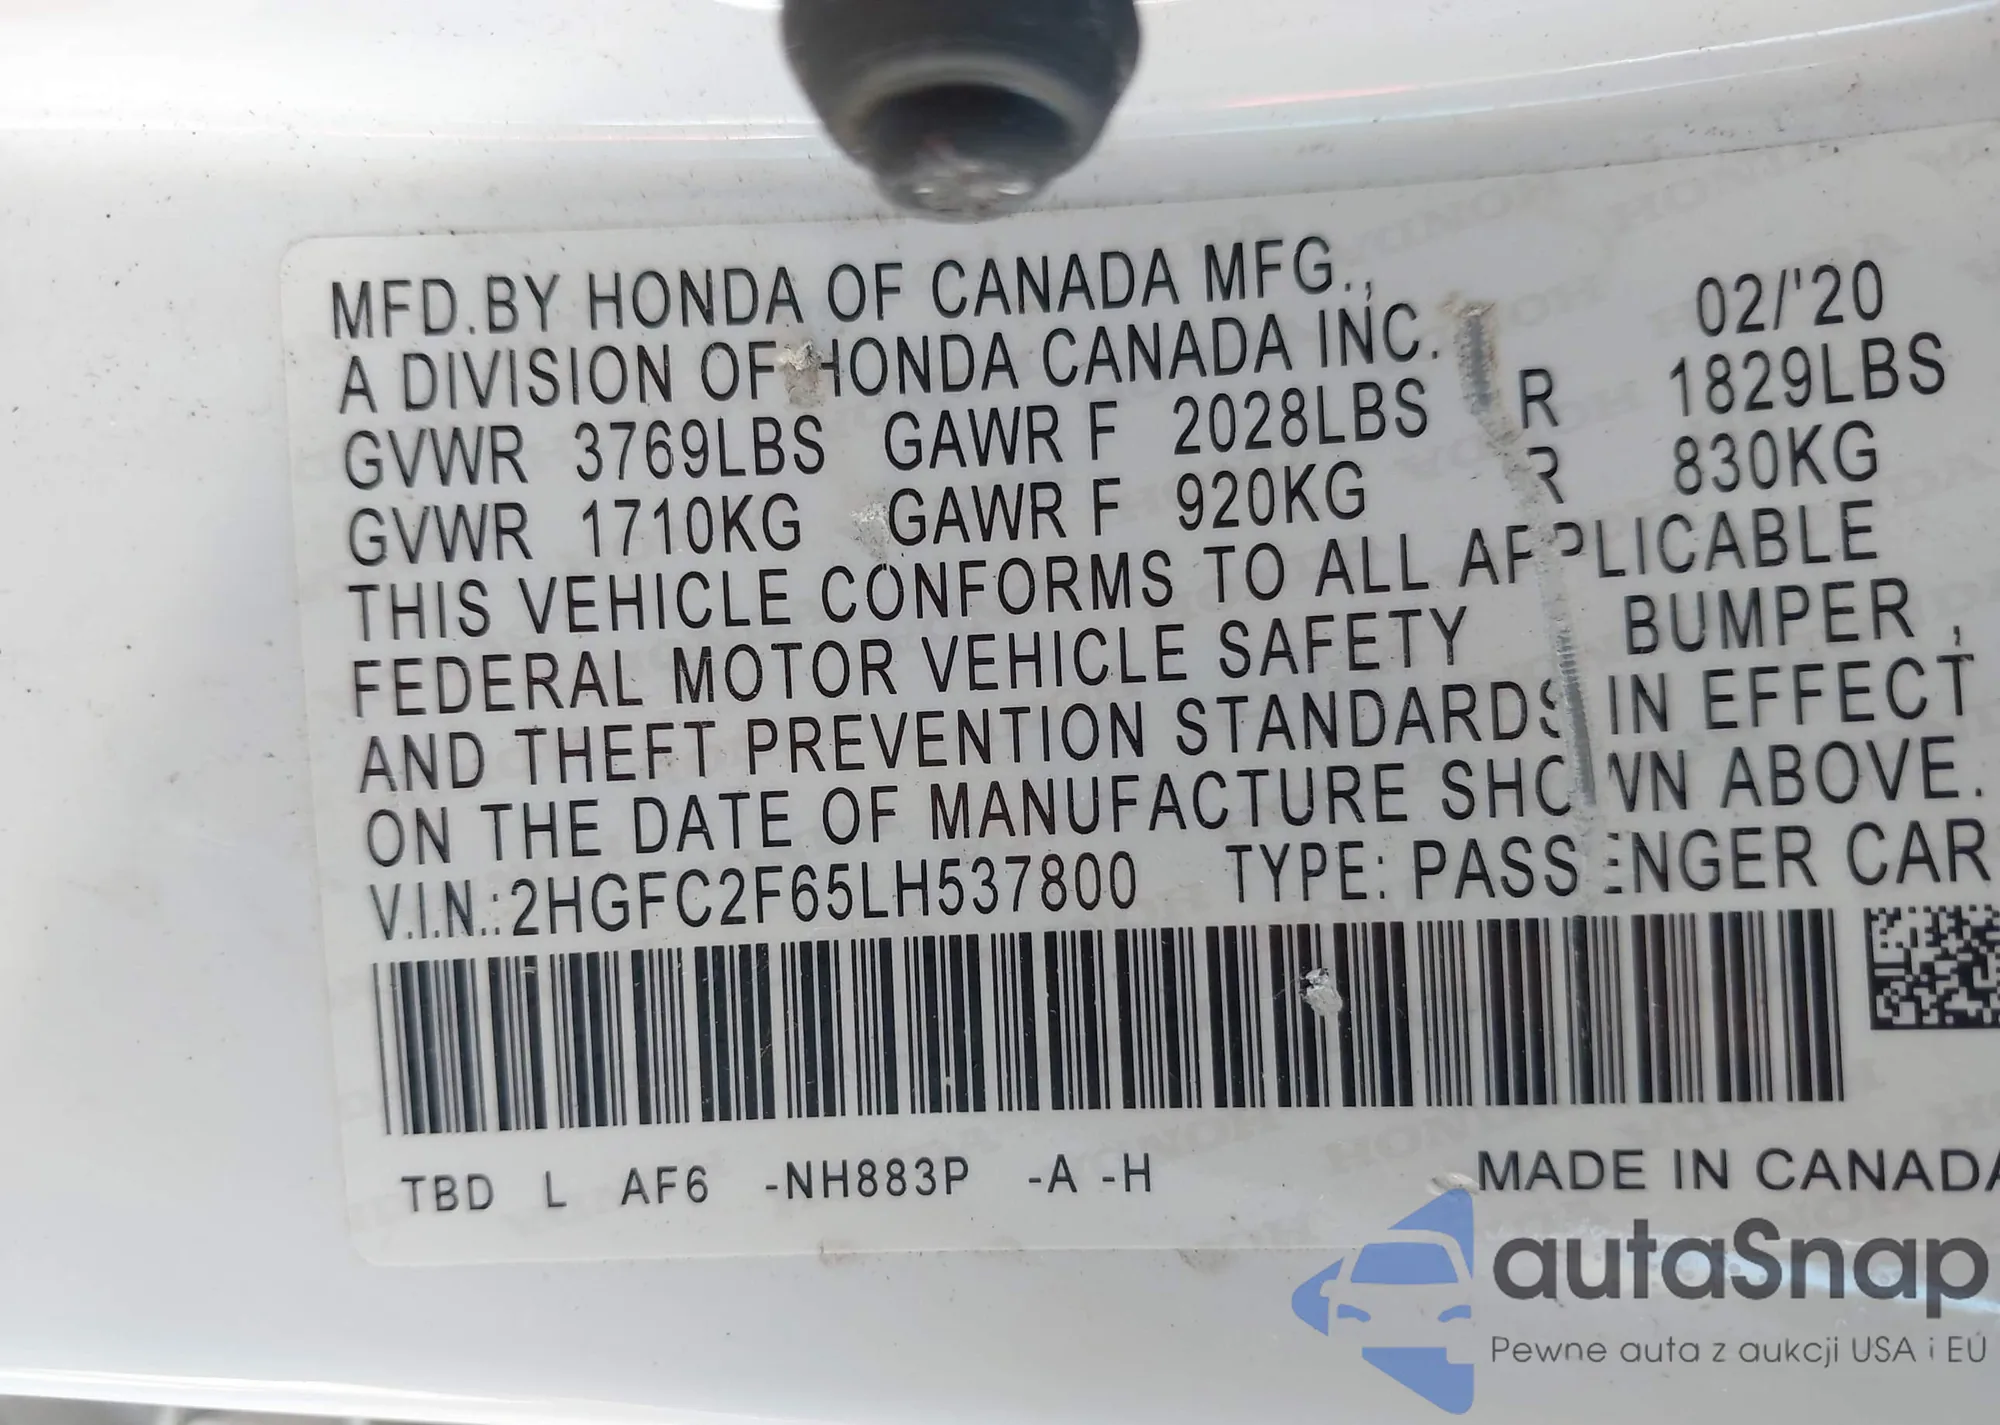 MFD.BY HONDA OF CANADA MFG.,
02/'20
A DIVISION OF HONDA CANADA INC.
GVWR 3769LBS GAWR F 2028LBS R 1829LBS
GVWR 1710KG GAWR F 920KG R 830KG
THIS VEHICLE CONFORMS TO ALL APPLICABLE
FEDERAL MOTOR VEHICLE SAFETY BUMPER ,
AND THEFT PREVENTION STANDARDS IN EFFECT
ON THE DATE OF MANUFACTURE SHOWN ABOVE.
V.I.N.:2HGFC2F65LH537800 TYPE: PASSENGER CAR
TBD L AF6 -NH883P -A -H
MADE IN CANADA
autaSnap
Pewne auta z aukcji USA i EU